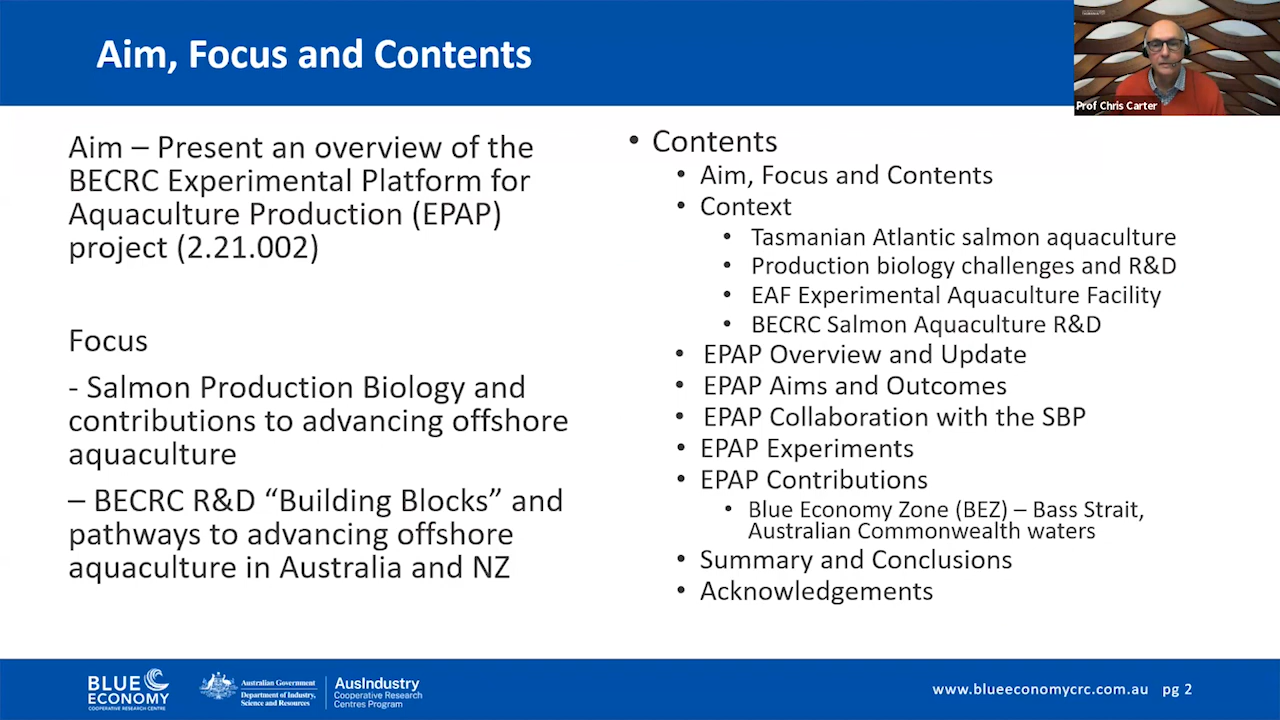 Aim, Focus and Contents
Prof Chris Carter
Aim – Present an overview of the
BECRC Experimental Platform for
Aquaculture Production (EPAP)
project (2.21.002)
Focus
- Salmon Production Biology and
contributions to advancing offshore
aquaculture
– BECRC R&D “Building Blocks” and
pathways to advancing offshore
aquaculture in Australia and NZ
• Contents
• Aim, Focus and Contents
• Context
• Tasmanian Atlantic salmon aquaculture
• Production biology challenges and R&D
• EAF Experimental Aquaculture Facility
• BECRC Salmon Aquaculture R&D
• EPAP Overview and Update
• EPAP Aims and Outcomes
• EPAP Collaboration with the SBP
• EPAP Experiments
• EPAP Contributions
• Blue Economy Zone (BEZ) – Bass Strait,
Australian Commonwealth waters
• Summary and Conclusions
• Acknowledgements
BLUE
ECONOMY
COOPERATIVE RESEARCH CENTRE
Australian Government
Department of Industry,
Science and Resources
AusIndustry
Cooperative Research
Centres Program
www.blueeconomycrc.com.au pg 2